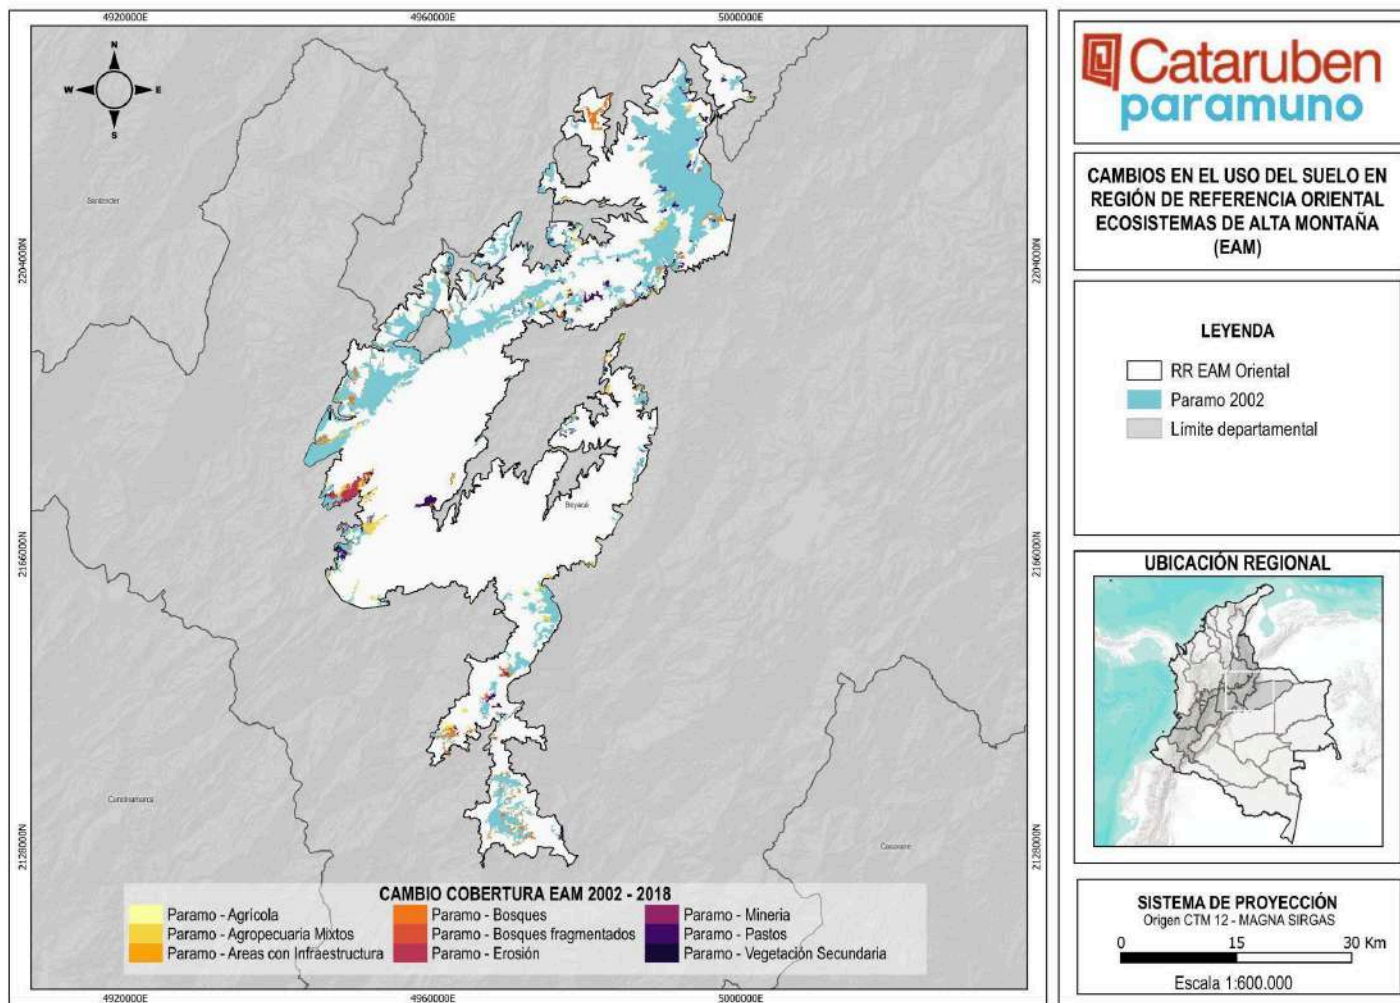 4920000E
4960000E
5000000E
N
W
E
S
Santander
2204000N
2204000N
Boyacá
2166000N
2166000N
Cundinamarca
Casanare
2128000N
2128000N
CAMBIO COBERTURA EAM 2002 - 2018
Paramo - Agrícola
Paramo - Agropecuaria Mixtos
Paramo - Areas con Infraestructura
Paramo - Bosques
Paramo - Bosques fragmentados
Paramo - Erosión
Paramo - Mineria
Paramo - Pastos
Paramo - Vegetación Secundaria
4920000E
4960000E
5000000E
Cataruben
paramuno
CAMBIOS EN EL USO DEL SUELO EN
REGIÓN DE REFERENCIA ORIENTAL
ECOSISTEMAS DE ALTA MONTAÑA
(EAM)
LEYENDA
RR EAM Oriental
Paramo 2002
Limite departamental
UBICACIÓN REGIONAL
SISTEMA DE PROYECCIÓN
Origen CTM 12 - MAGNA SIRGAS
0 15 30 Km
Escala 1:600.000